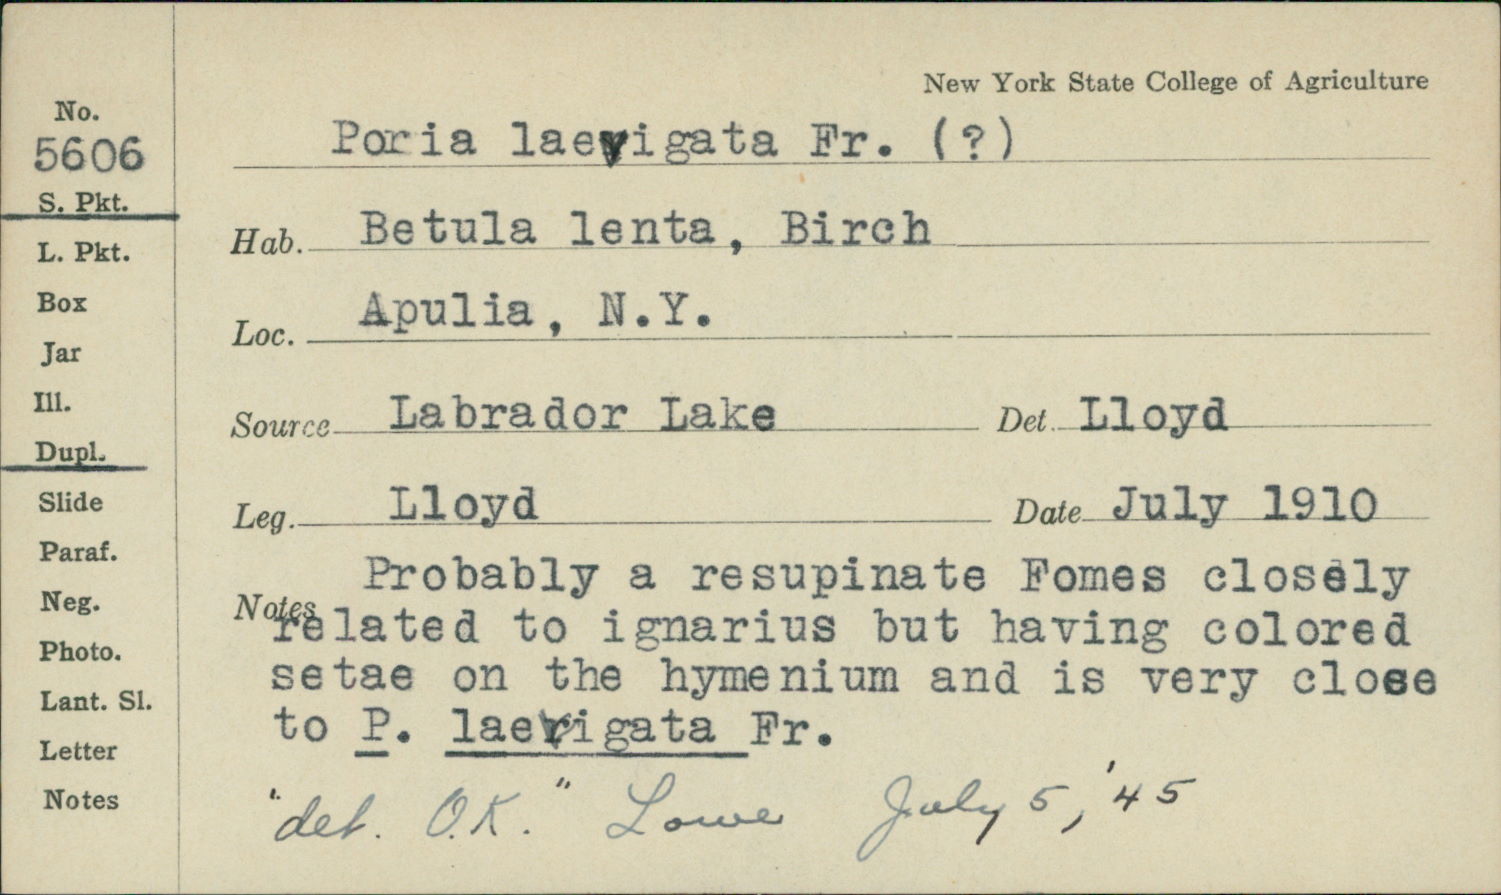 New York State College of Agriculture
No.
5606
S. Pkt.
L. Pkt.
Box
Jar
Ill.
Dupl.
Slide
Paraf.
Neg.
Photo.
Lant. Sl.
Letter
Notes
Poria laevigata Fr. (?)
Hab. Betula lenta, Birch
Loc. Apulia, N.Y.
Source Labrador Lake Det. Lloyd
Leg. Lloyd Date July 1910
Notes Probably a resupinate Fomes closely
related to ignarius but having colored
setae on the hymenium and is very close
to P. laevigata Fr.
"det. O.K." Lowe July 5, '45